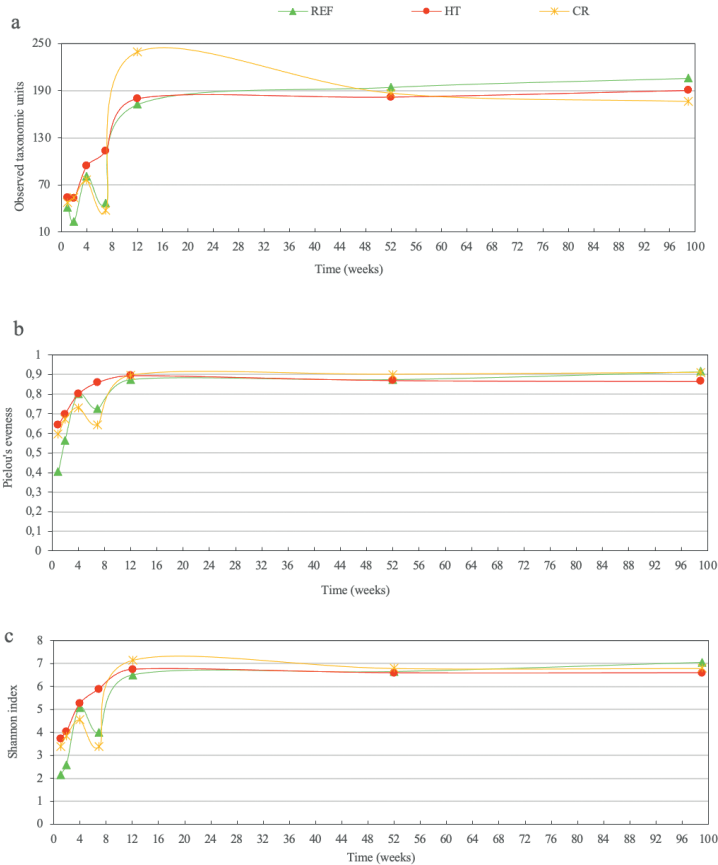 REF HT CR
a
250
190
130
70
10
Observed taxonomic units
0 4 8 12 16 20 24 28 32 36 40 44 48 52 56 60 64 68 72 76 80 84 88 92 96 100
Time (weeks)
b
1
0,9
0,8
0,7
0,6
0,5
0,4
0,3
0,2
0,1
0
Pielou's eveness
0 4 8 12 16 20 24 28 32 36 40 44 48 52 56 60 64 68 72 76 80 84 88 92 96 100
Time (weeks)
c
8
7
6
5
4
3
2
1
0
Shannon index
0 4 8 12 16 20 24 28 32 36 40 44 48 52 56 60 64 68 72 76 80 84 88 92 96 100
Time (weeks)